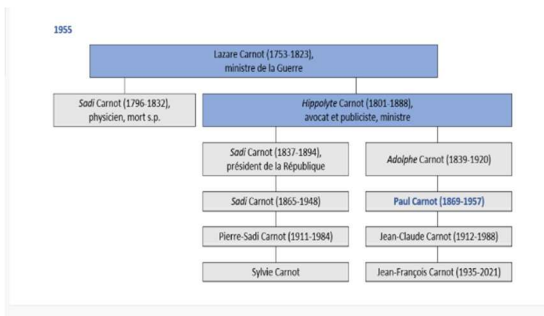 1955
Lazare Carnot (1753-1823),
ministre de la Guerre
Sadi Carnot (1796-1832),
physicien, mort s.p.
Hippolyte Carnot (1801-1888),
avocat et publiciste, ministre
Sadi Carnot (1837-1894),
président de la République
Adolphe Carnot (1839-1920)
Sadi Carnot (1865-1948)
Paul Carnot (1869-1957)
Pierre-Sadi Carnot (1911-1984)
Jean-Claude Carnot (1912-1988)
Sylvie Carnot
Jean-François Carnot (1935-2021)